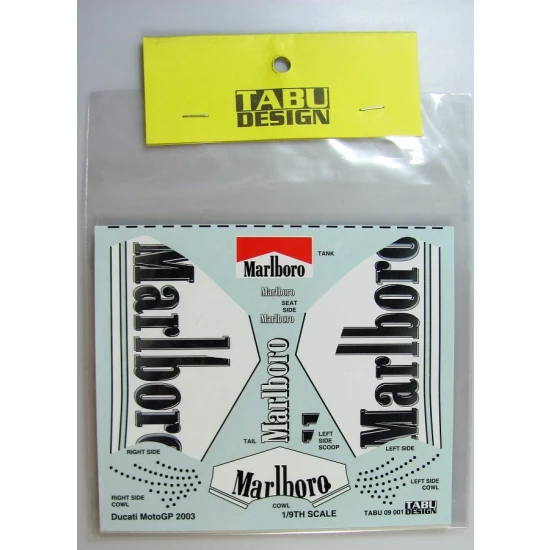 TABU
DESIGN
Marlboro
TANK
Marlboro
SEAT
SIDE
Marlboro
Marlboro
Marlboro
Marlboro
TAIL
LEFT
SIDE
SCOOP
RIGHT SIDE
LEFT SIDE
RIGHT SIDE
COWL
Marlboro
COWL
LEFT SIDE
COWL
Ducati MotoGP 2003
1/9TH SCALE
TABU 09 001
TABU
DESIGN